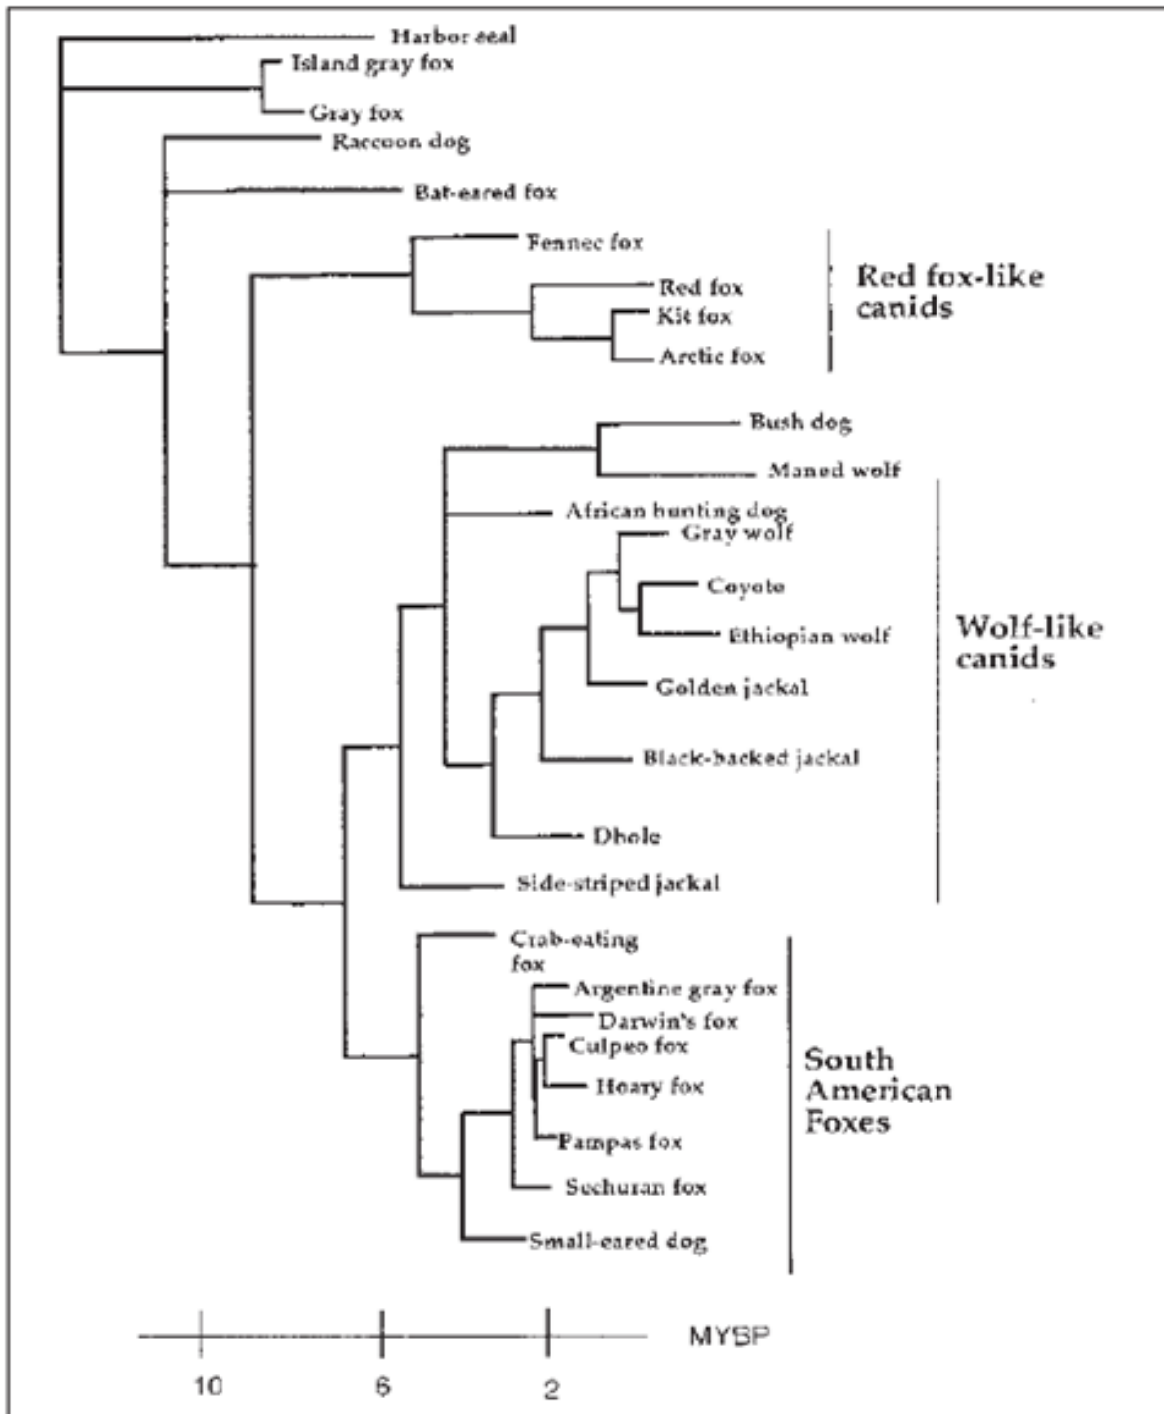 Harbor seal
Island gray fox
Gray fox
Raccoon dog
Bat-eared fox
Fennec fox
Red fox
Kit fox
Arctic fox
Red fox-like
canids
Bush dog
Maned wolf
African hunting dog
Gray wolf
Coyote
Ethiopian wolf
Golden jackal
Black-backed jackal
Dhole
Side-striped jackal
Wolf-like
canids
Crab-eating
fox
Argentine gray fox
Darwin's fox
Culpeo fox
Hoary fox
Pampas fox
Sechuran fox
Small-eared dog
South
American
Foxes
MYBP
10
6
2